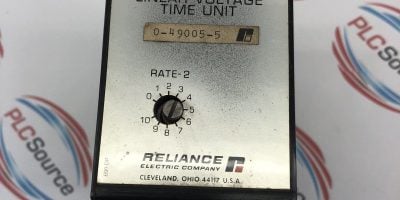 LINEAR VOLTAGE
TIME UNIT
0-49005-5
RATE-2
0 1 2 3 4 5 6 7 8 9 10
RELIANCE
ELECTRIC COMPANY
CLEVELAND, OHIO 44117 U.S.A.
PLCSource
PLCSource